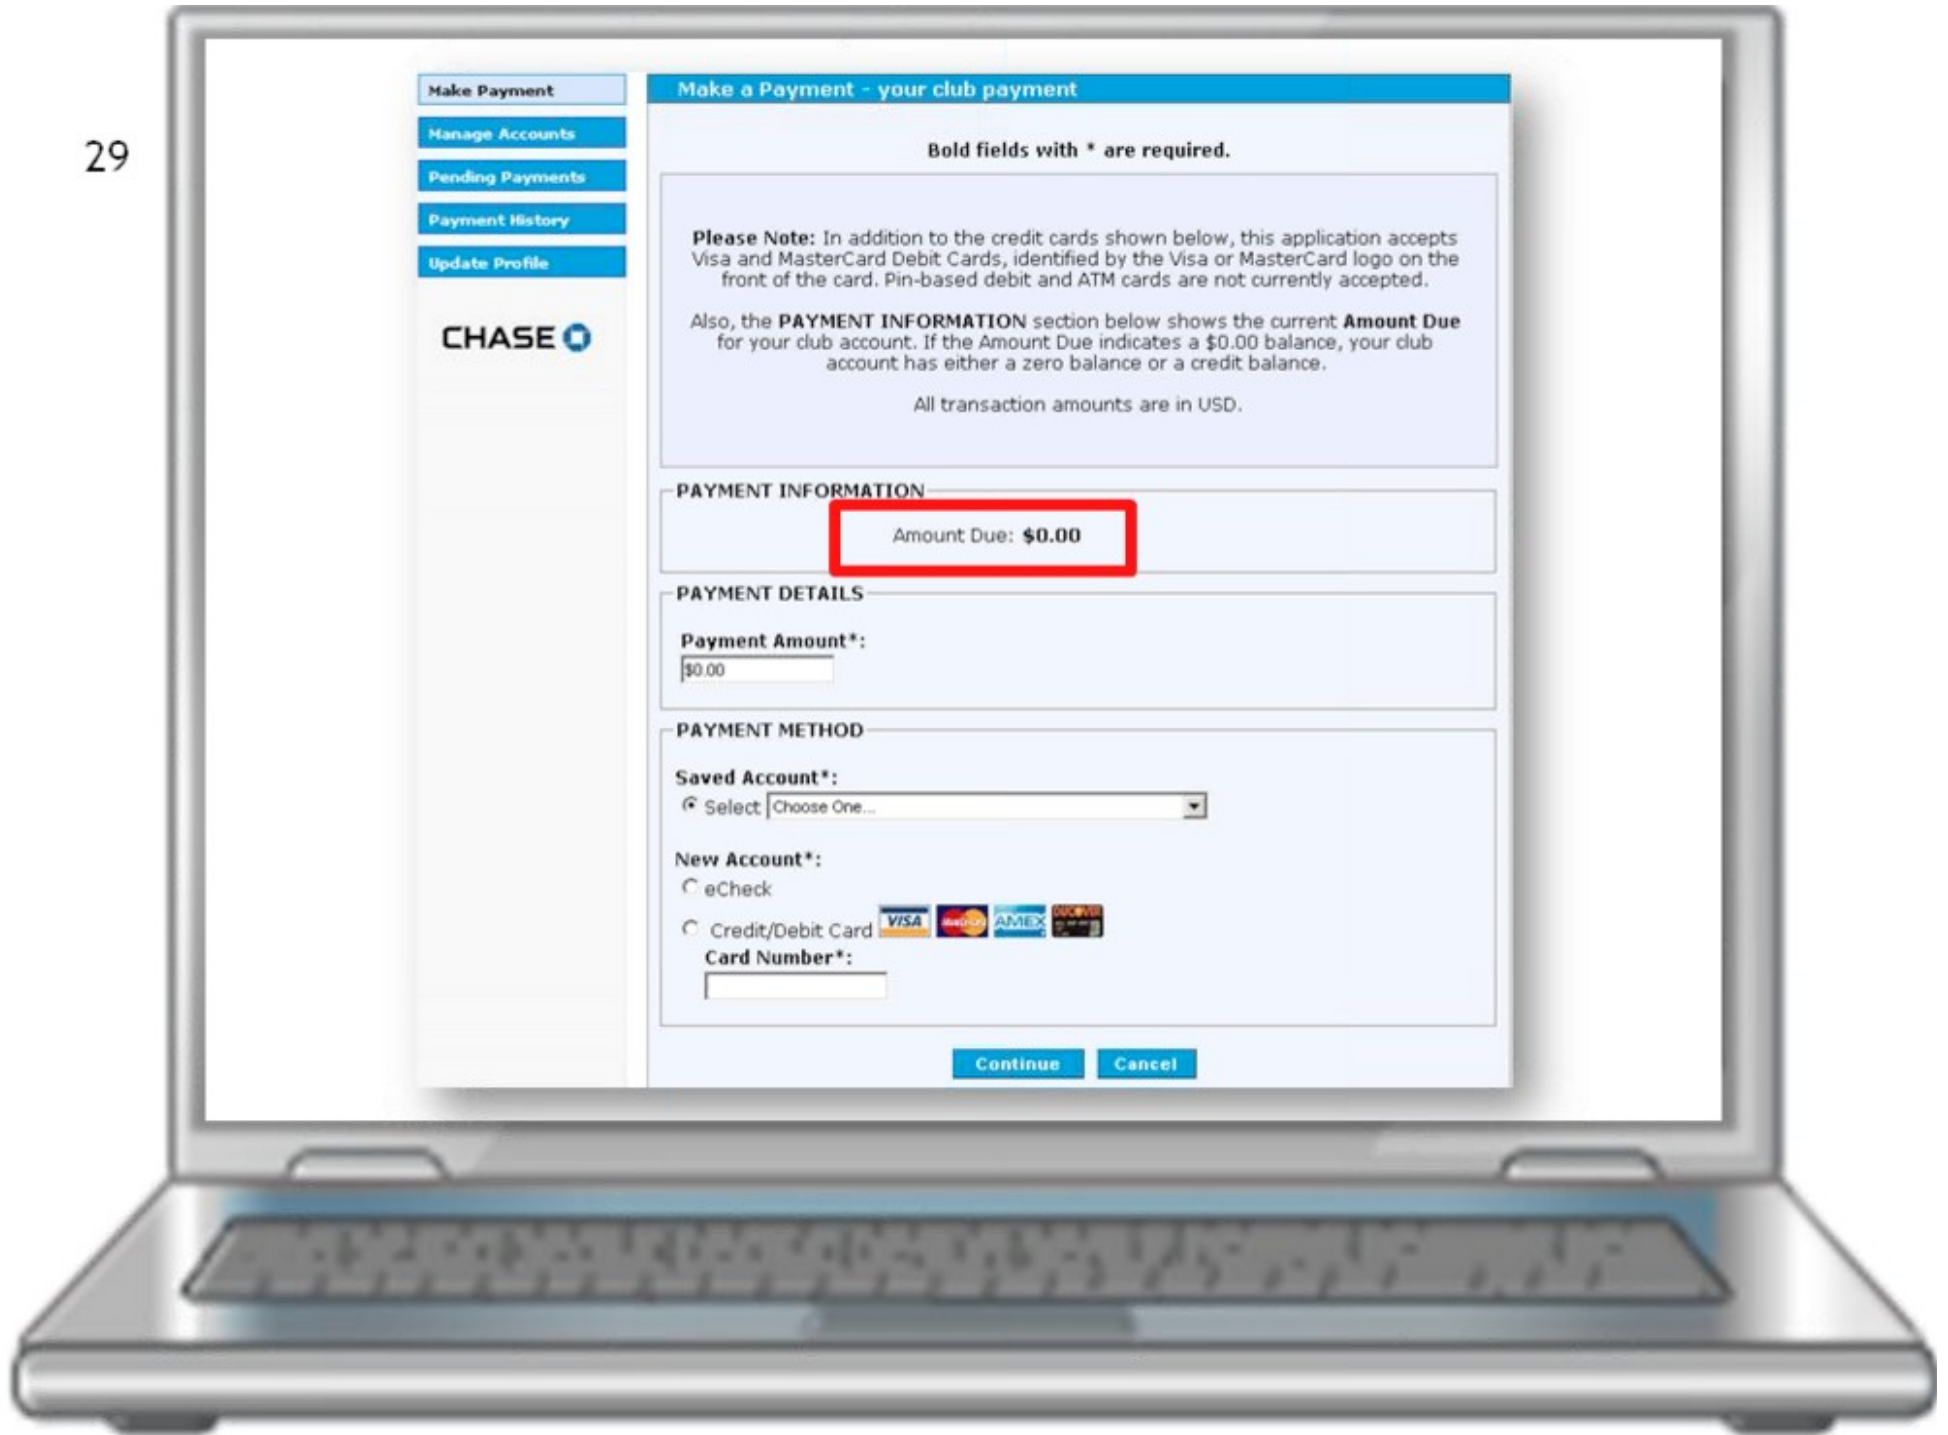 29
Make Payment
Manage Accounts
Pending Payments
Payment History
Update Profile
CHASE
Make a Payment - your club payment
Bold fields with * are required.
Please Note: In addition to the credit cards shown below, this application accepts
Visa and MasterCard Debit Cards, identified by the Visa or MasterCard logo on the
front of the card. Pin-based debit and ATM cards are not currently accepted.
Also, the PAYMENT INFORMATION section below shows the current Amount Due
for your club account. If the Amount Due indicates a $0.00 balance, your club
account has either a zero balance or a credit balance.
All transaction amounts are in USD.
PAYMENT INFORMATION
Amount Due: $0.00
PAYMENT DETAILS
Payment Amount*:
$0.00
PAYMENT METHOD
Saved Account*:
Select Choose One...
New Account*:
eCheck
Credit/Debit Card VISA MasterCard AMEX DISCOVER
Card Number*:
Continue Cancel